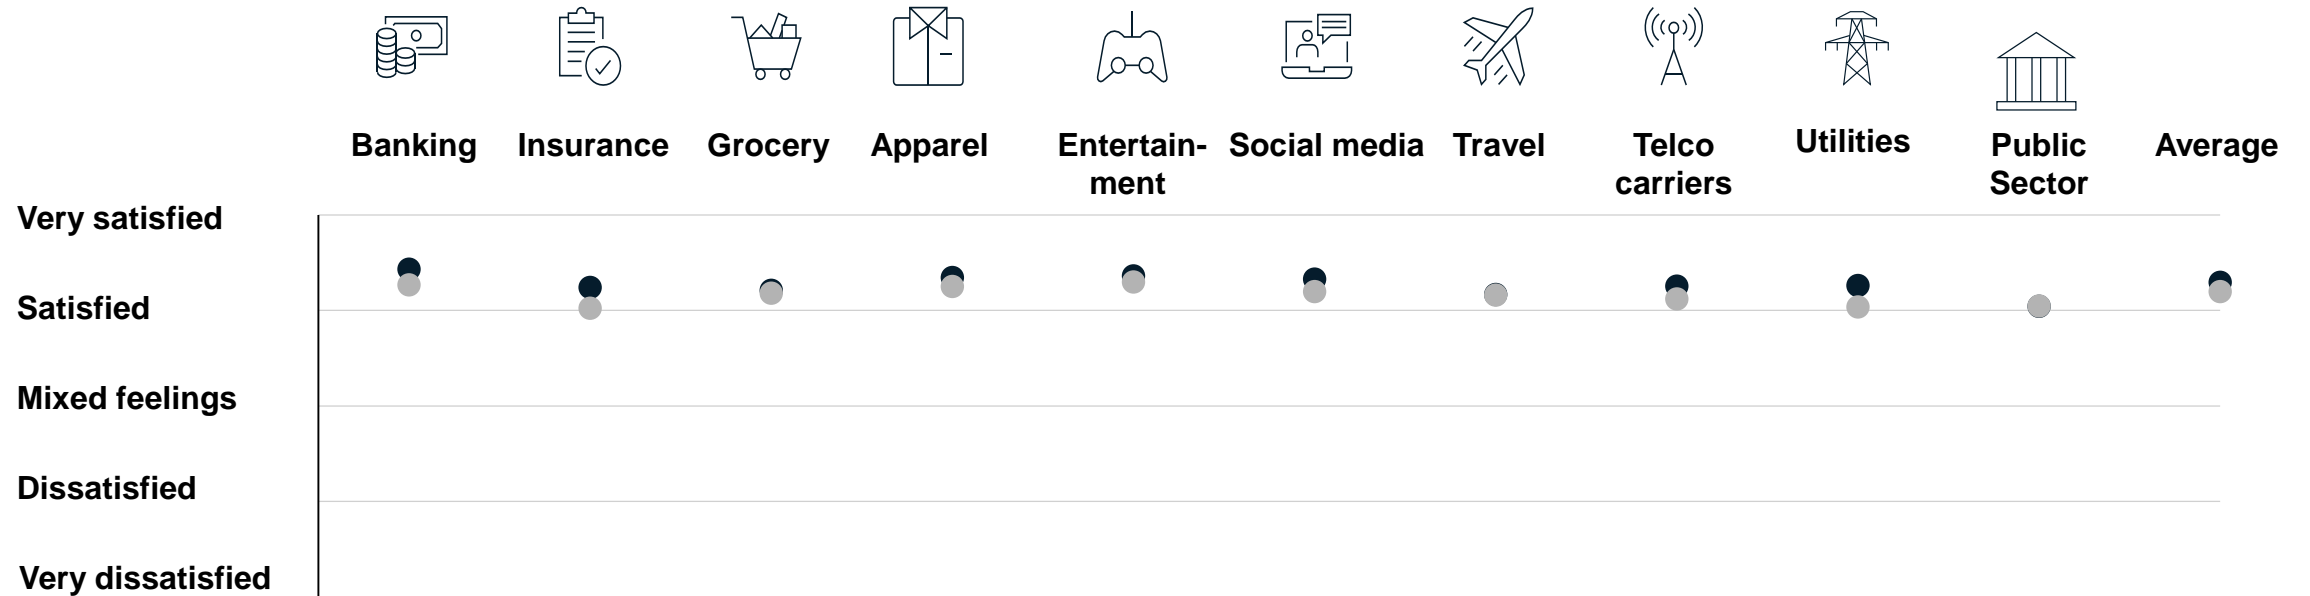 Banking
Insurance
Grocery
Apparel
Entertain-
ment
Social media
Travel
Telco
carriers
Utilities
Public
Sector
Average
Very satisfied
Satisfied
Mixed feelings
Dissatisfied
Very dissatisfied